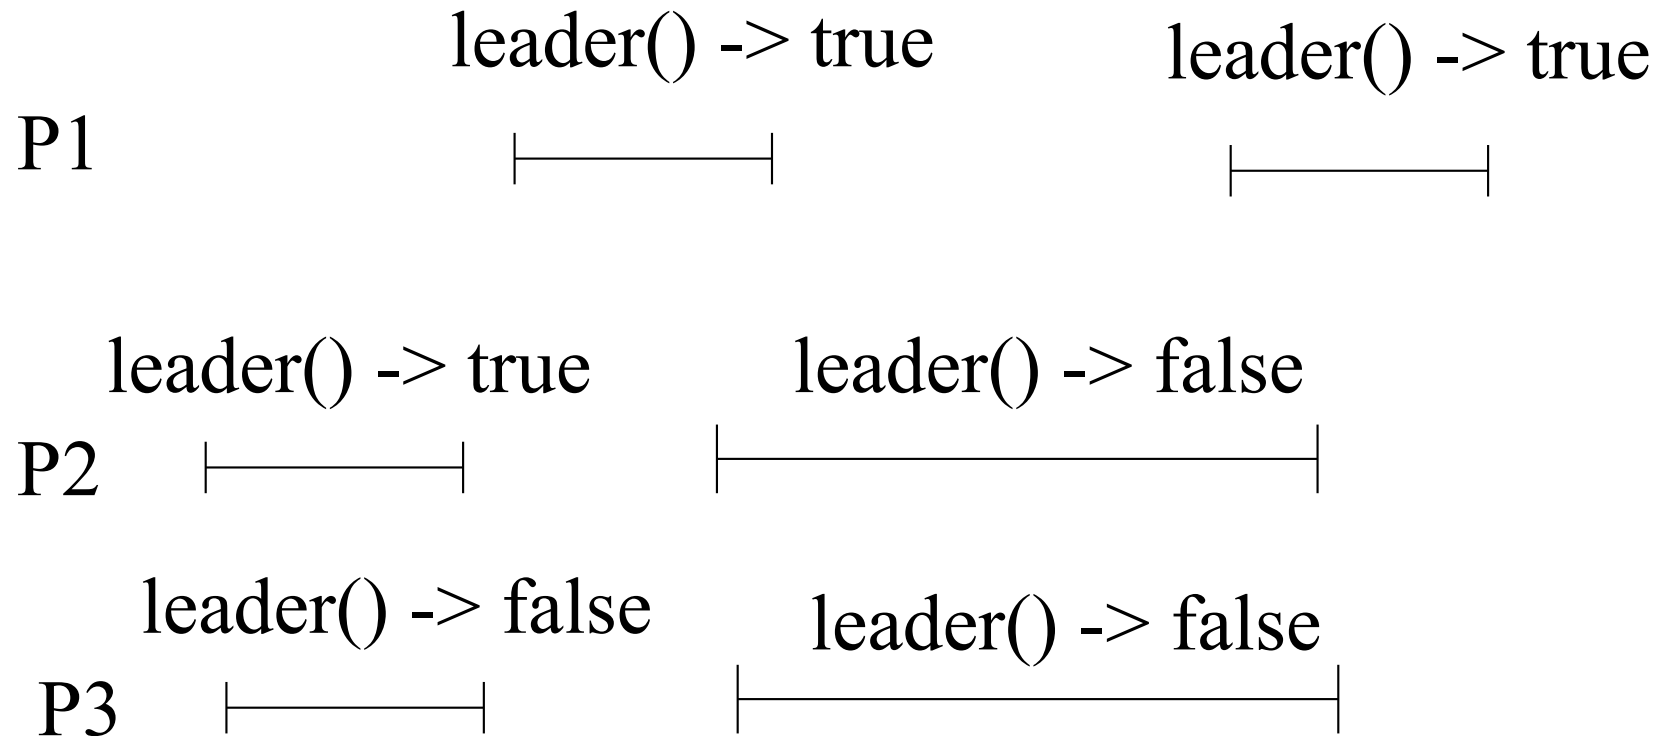 leader() -> true
leader() -> true
P1
leader() -> true
leader() -> false
P2
leader() -> false
leader() -> false
P3